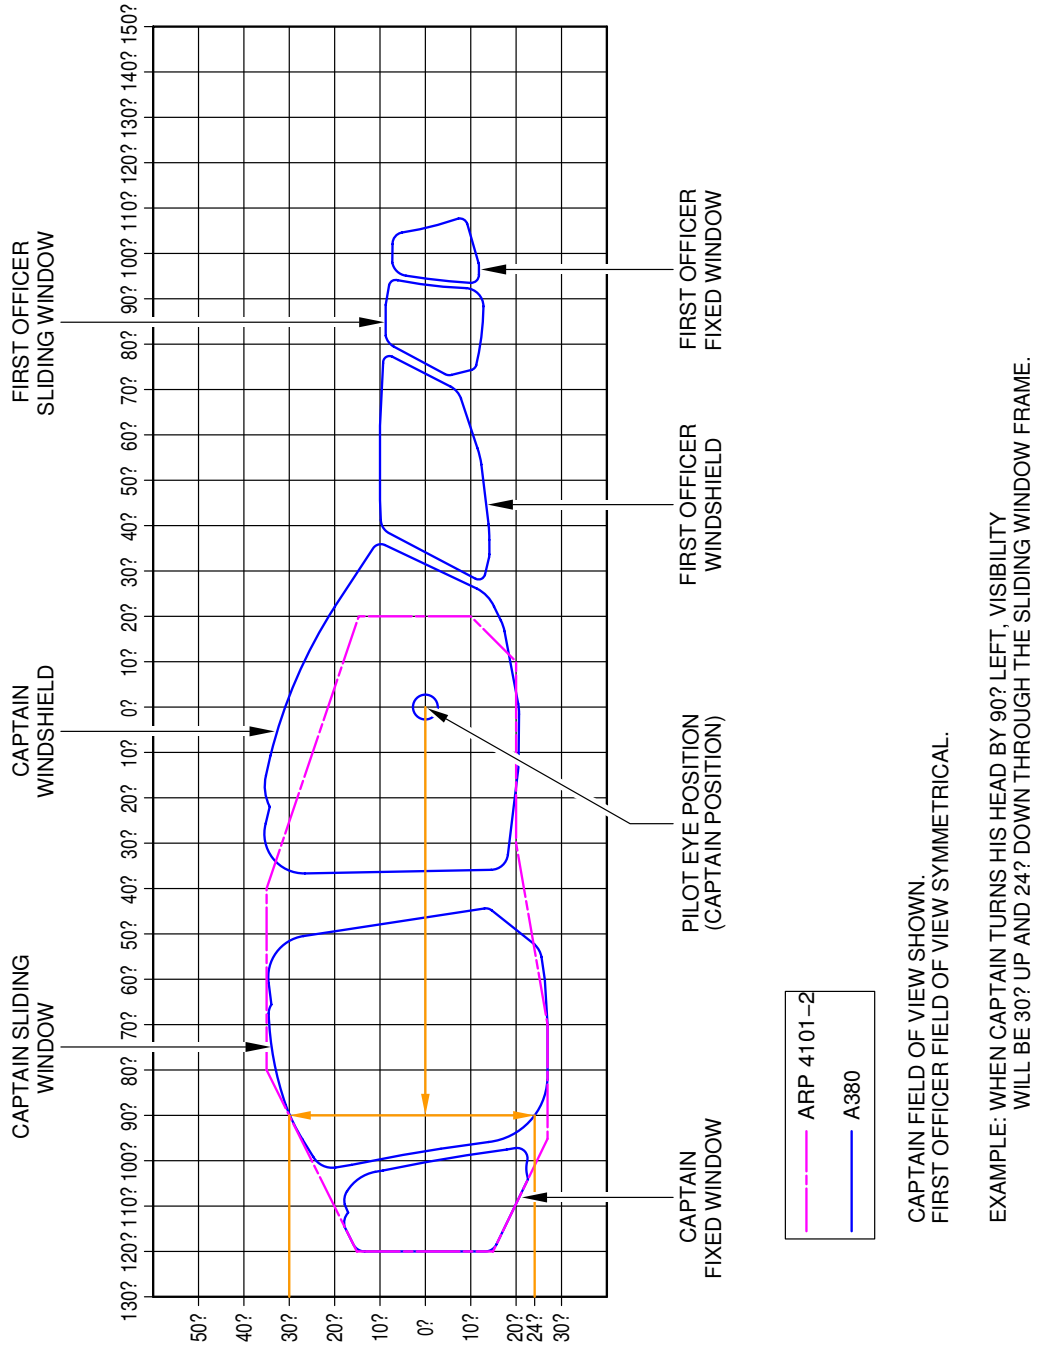 FIRST OFFICER
SLIDING WINDOW
CAPTAIN
WINDSHIELD
CAPTAIN SLIDING
WINDOW
130? 120? 110? 100? 90? 80? 70? 60? 50? 40? 30? 20? 10? 0? 10? 20? 30? 40? 50? 60? 70? 80? 90? 100? 110? 120? 130? 140? 150?
50?
40?
30?
20?
10?
0?
10?
20?
24?
30?
CAPTAIN
FIXED WINDOW
PILOT EYE POSITION
(CAPTAIN POSITION)
FIRST OFFICER
WINDSHIELD
FIRST OFFICER
FIXED WINDOW
ARP 4101-2
A380
CAPTAIN FIELD OF VIEW SHOWN.
FIRST OFFICER FIELD OF VIEW SYMMETRICAL.
EXAMPLE: WHEN CAPTAIN TURNS HIS HEAD BY 90? LEFT, VISIBILITY
WILL BE 30? UP AND 24? DOWN THROUGH THE SLIDING WINDOW FRAME.